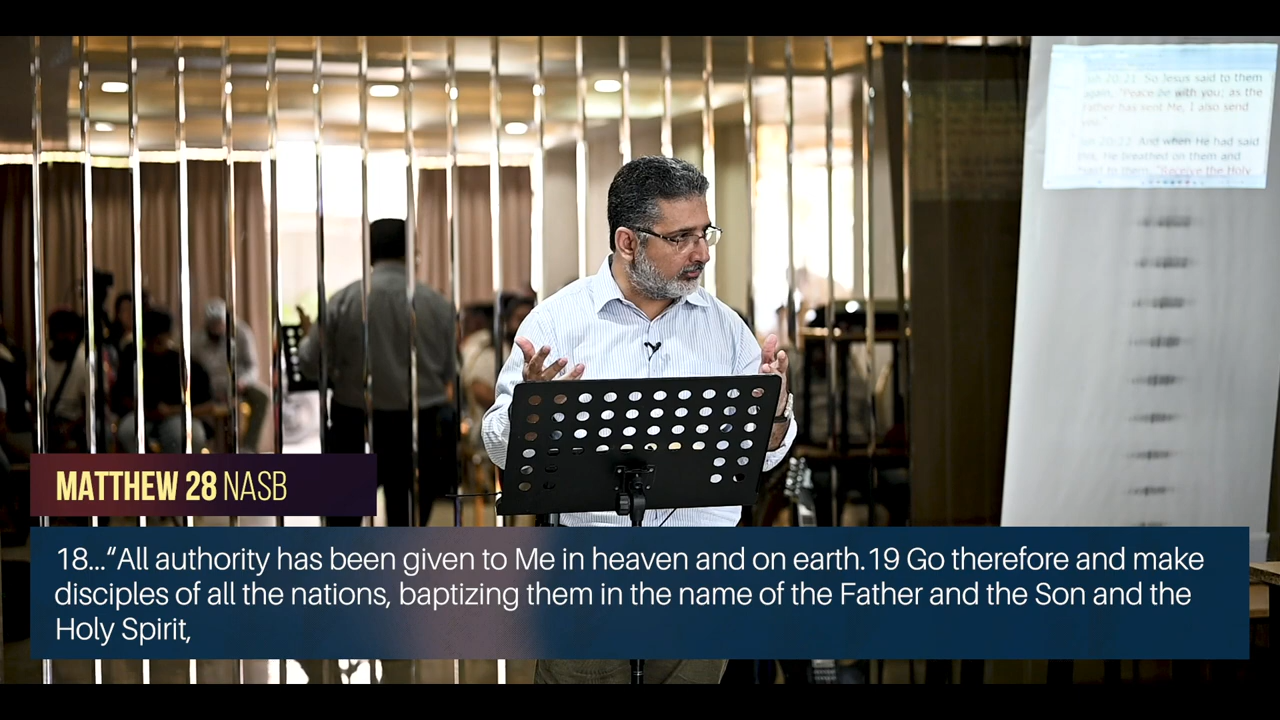 20:21 So Jesus said to them
again, "Peace be with you; as the
Father has sent Me, I also send
you."
20:22 And when He had said
this, He breathed on them and
said to them, "Receive the Holy
MATTHEW 28 NASB
18...“All authority has been given to Me in heaven and on earth.19 Go therefore and make
disciples of all the nations, baptizing them in the name of the Father and the Son and the
Holy Spirit,